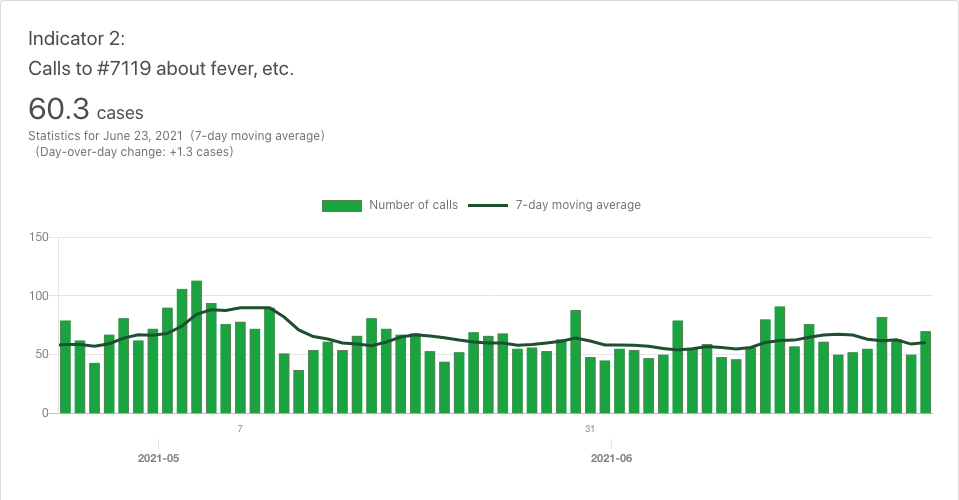 Indicator 2:
Calls to #7119 about fever, etc.
60.3 cases
Statistics for June 23, 2021 (7-day moving average)
(Day-over-day change: +1.3 cases)
Number of calls 7-day moving average
150
100
50
0
7 31
2021-05 2021-06